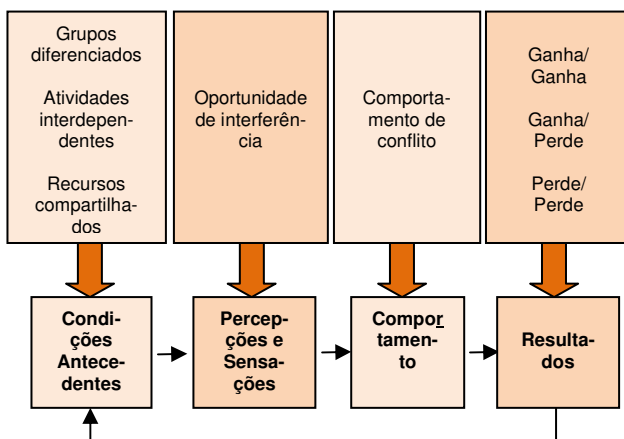 Grupos
diferenciados
Atividades
interdepen-
dentes
Recursos
compartilha-
dos
Oportunidade
de interferên-
cia
Comporta-
mento de
conflito
Ganha/
Ganha
Ganha/
Perde
Perde/
Perde
Condi-
ções
Antece-
dentes
Percep-
ções e
Sensa-
ções
Compor
tamen-
to
Resulta-
dos